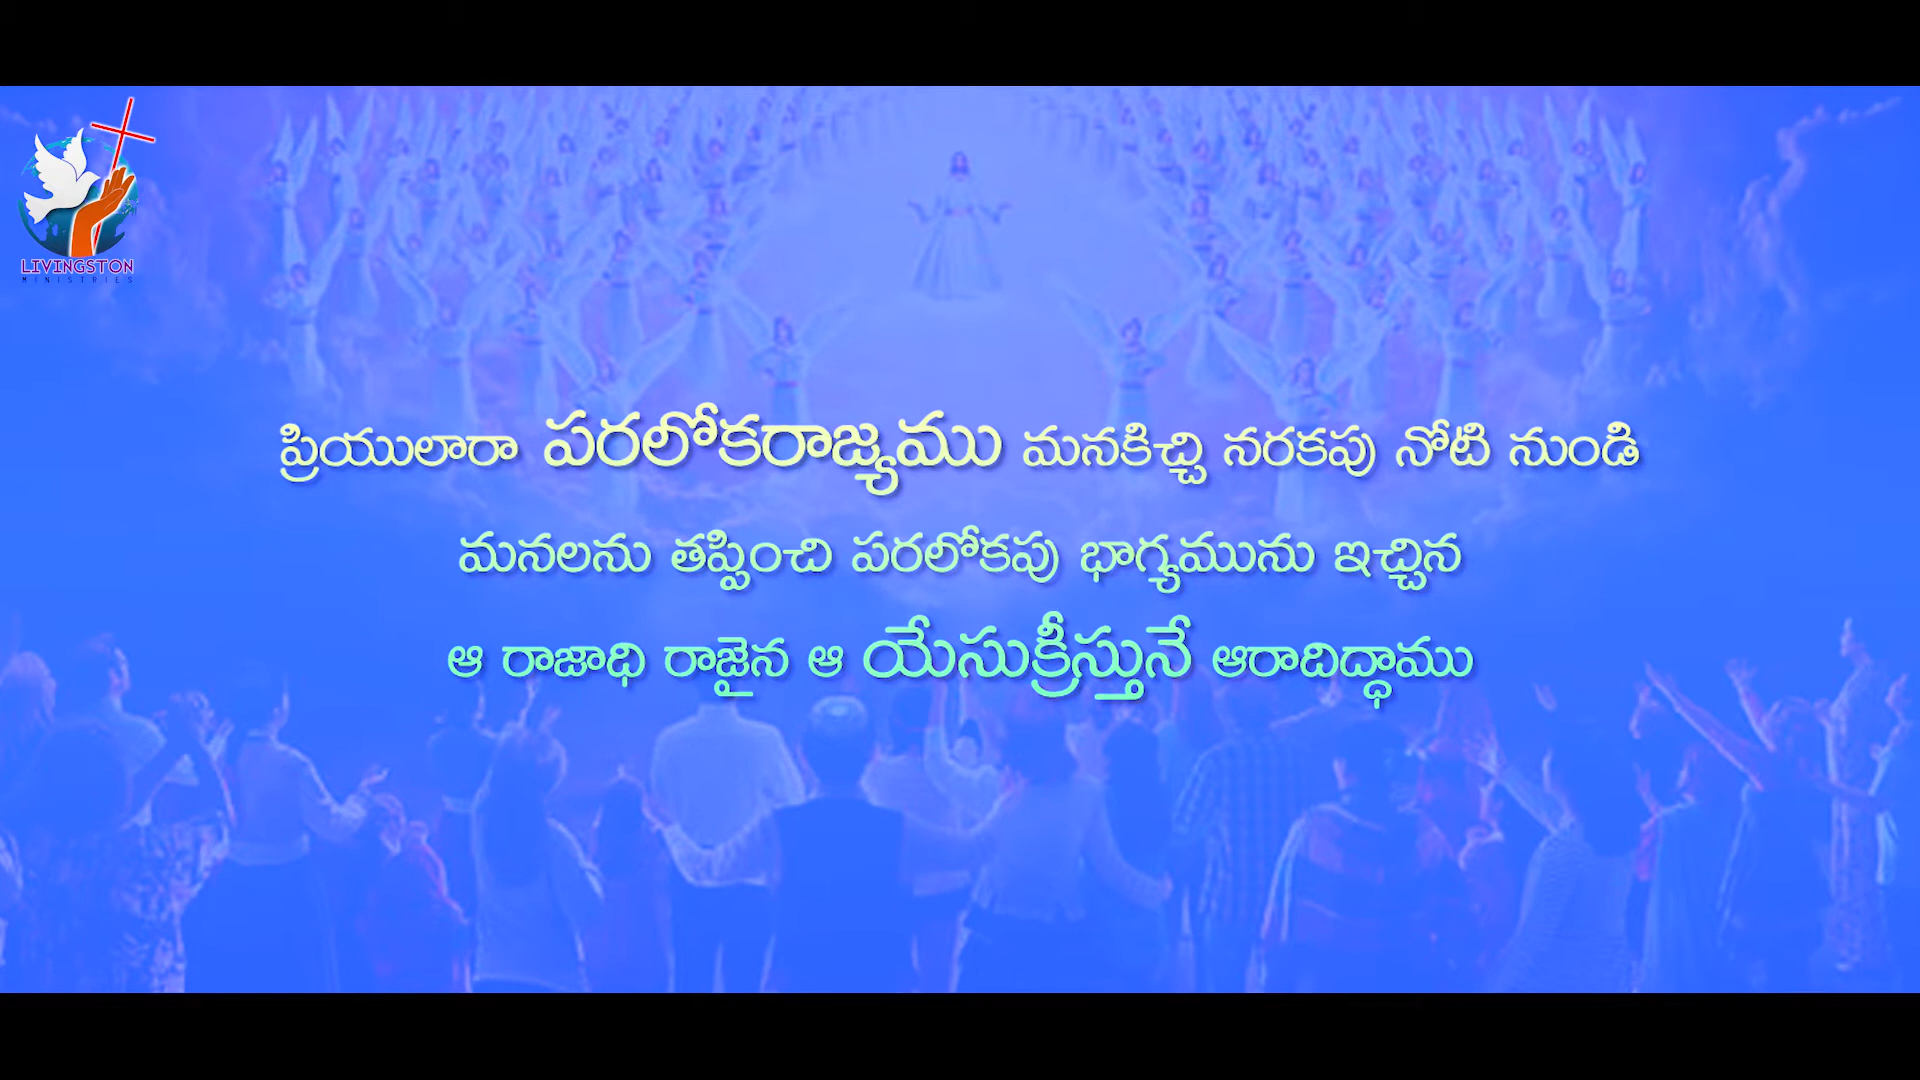 LIVINGSTON
MINISTRIES
ప్రియులారా పరలోకరాజ్యము మనకిచ్చి నరకపు నోటి నుండి
మనలను తప్పించి పరలోకపు భాగ్యమును ఇచ్చిన
ఆ రాజాధి రాజైన ఆ యేసుక్రీస్తునే ఆరాదిద్ధాము